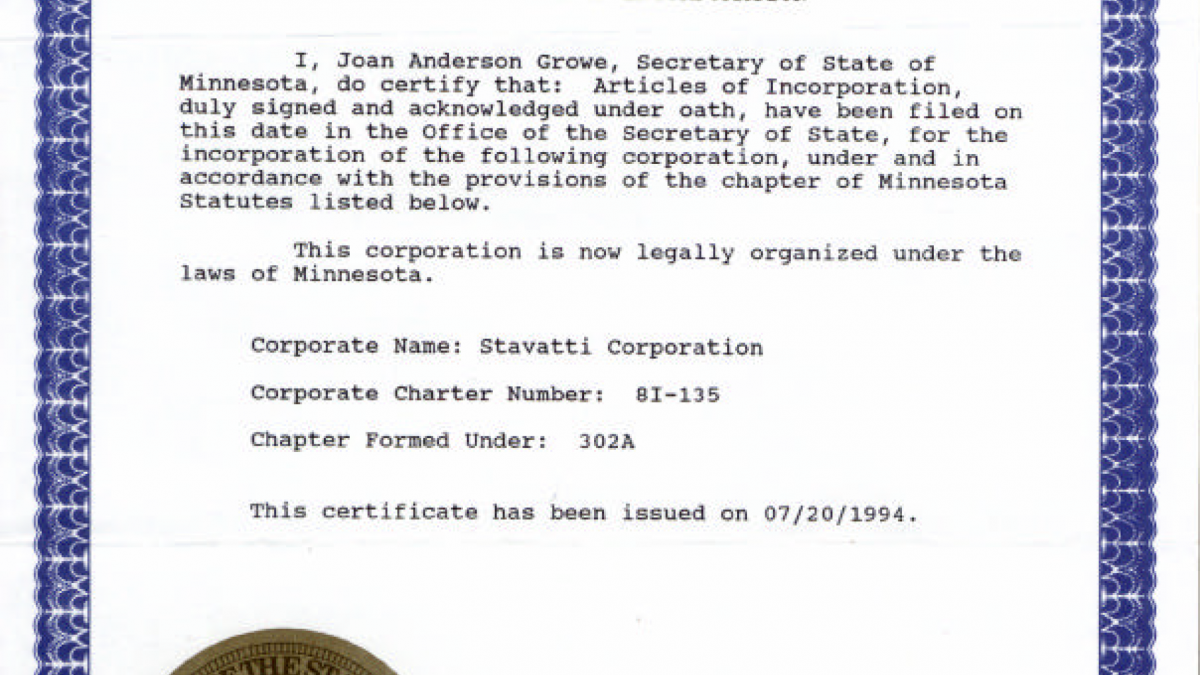 I, Joan Anderson Growe, Secretary of State of
Minnesota, do certify that: Articles of Incorporation,
duly signed and acknowledged under oath, have been filed on
this date in the Office of the Secretary of State, for the
incorporation of the following corporation, under and in
accordance with the provisions of the chapter of Minnesota
Statutes listed below.
This corporation is now legally organized under the
laws of Minnesota.
Corporate Name: Stavatti Corporation
Corporate Charter Number: 8I-135
Chapter Formed Under: 302A
This certificate has been issued on 07/20/1994.
THE ST